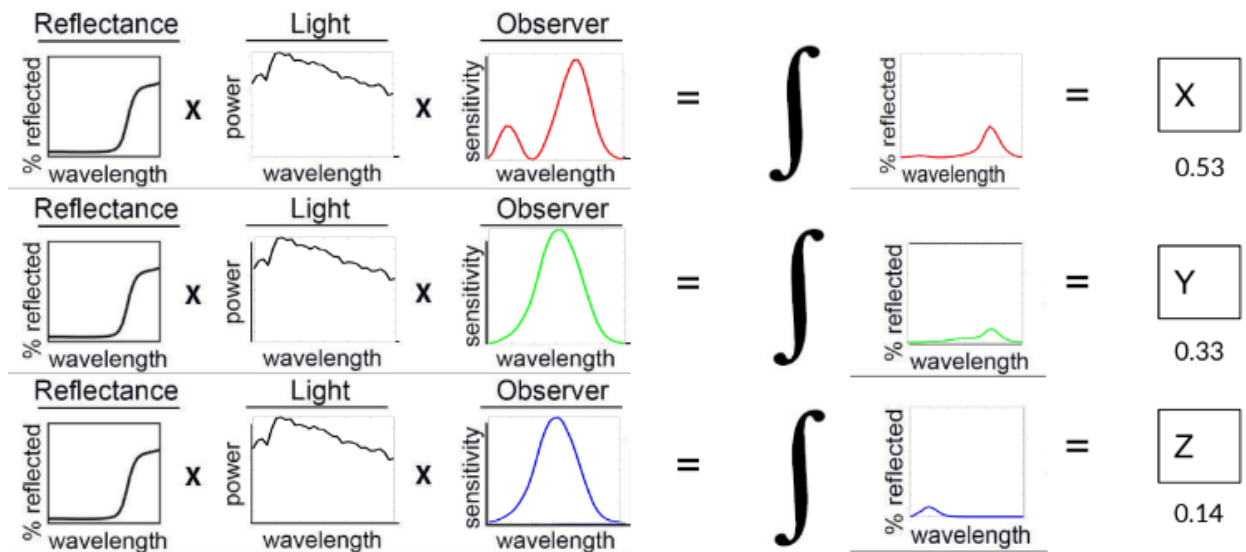 Reflectance Light Observer
% reflected X power X sensitivity = ∫ % reflected = X
wavelength wavelength wavelength wavelength
0.53
Reflectance Light Observer
% reflected X power X sensitivity = ∫ % reflected = Y
wavelength wavelength wavelength wavelength
0.33
Reflectance Light Observer
% reflected X power X sensitivity = ∫ % reflected = Z
wavelength wavelength wavelength wavelength
0.14